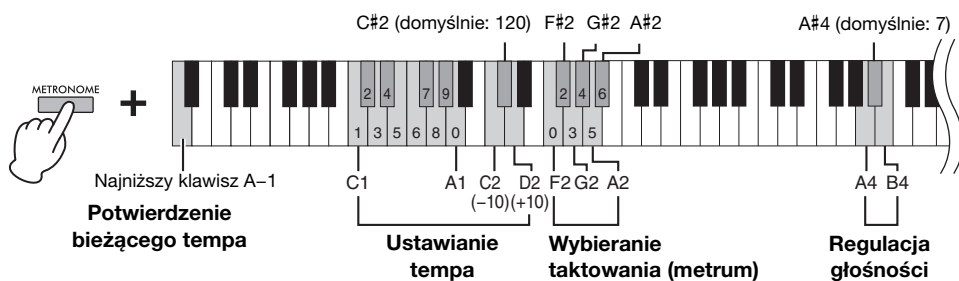 C#2 (domyślnie: 120) F#2 G#2 A#2 A#4 (domyślnie: 7)
METRONOME
+
2 4 7 9 2 4 6
1 3 5 6 8 0 0 3 5
Najniższy klawisz A–1 C1 A1 C2 D2 F2 G2 A2 A4 B4
(–10) (+10)
Potwierdzenie
bieżącego tempa
Ustawianie
tempa
Wybieranie
taktowania (metrum)
Regulacja
głośności